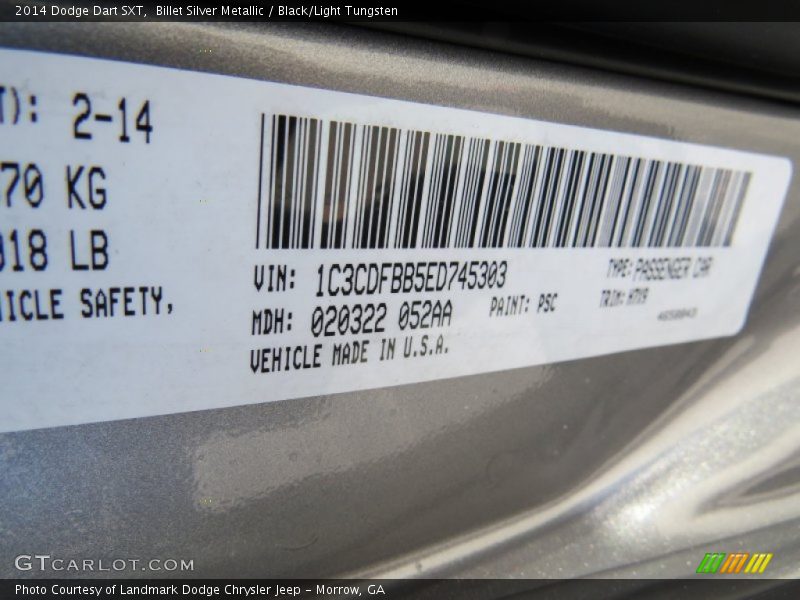 2014 Dodge Dart SXT, Billet Silver Metallic / Black/Light Tungsten
T): 2-14
70 KG
018 LB
ICLE SAFETY,
VIN: 1C3CDFBB5ED745303
TYPE: PASSENGER CAR
MDH: 020322 052AA
PAINT: PSC
TRIM: H7X9
VEHICLE MADE IN U.S.A.
GTCARLOT.COM
Photo Courtesy of Landmark Dodge Chrysler Jeep - Morrow, GA